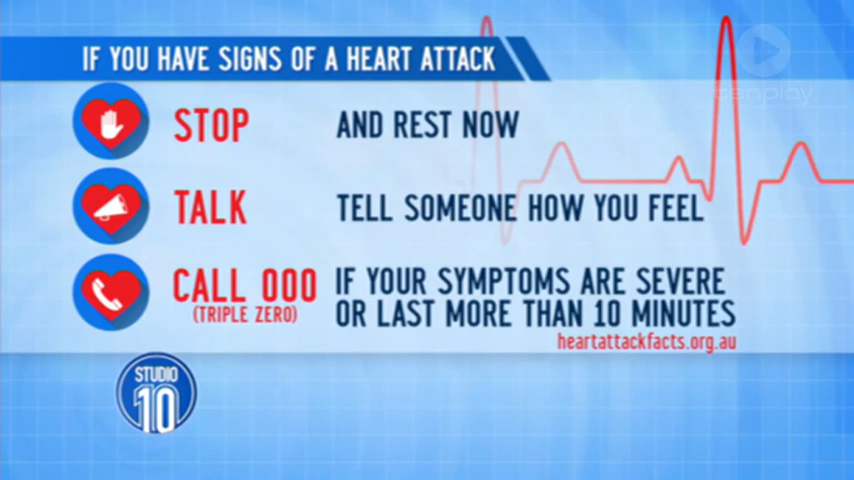 IF YOU HAVE SIGNS OF A HEART ATTACK
STOP AND REST NOW
TALK TELL SOMEONE HOW YOU FEEL
CALL 000 IF YOUR SYMPTOMS ARE SEVERE
(TRIPLE ZERO) OR LAST MORE THAN 10 MINUTES
heartattackfacts.org.au
tenplay
STUDIO
10